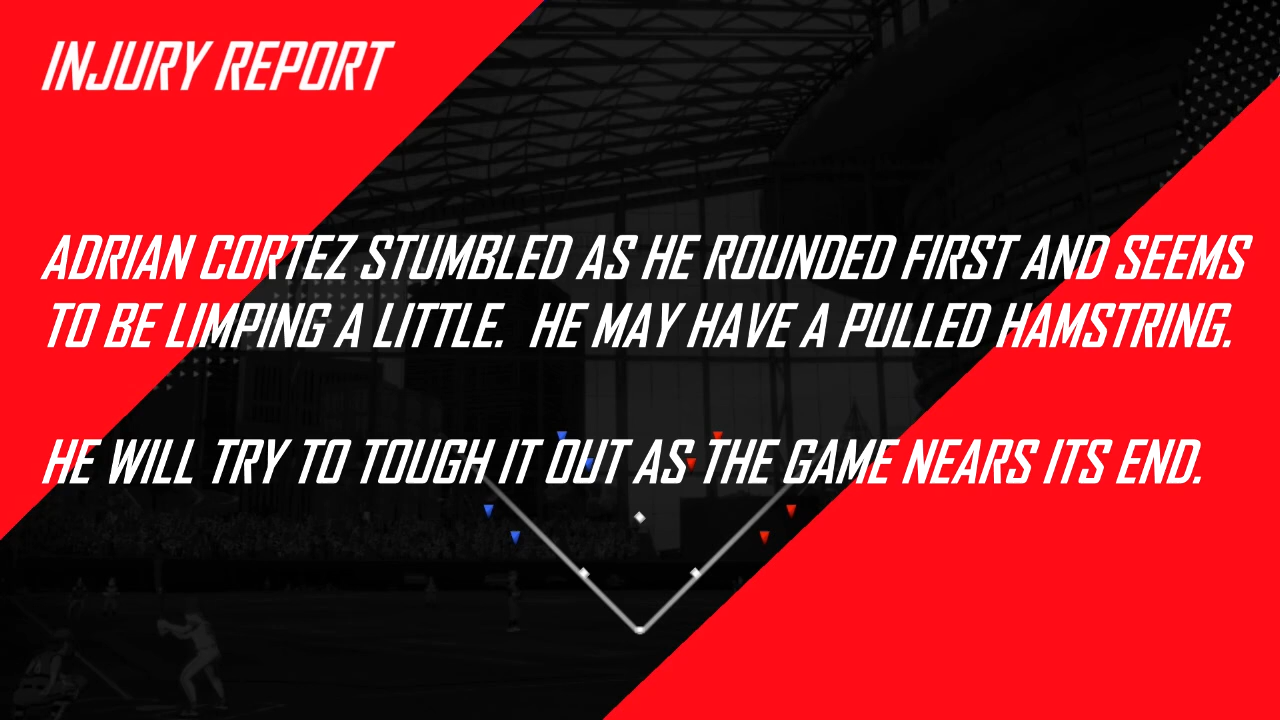 INJURY REPORT
ADRIAN CORTEZ STUMBLED AS HE ROUNDED FIRST AND SEEMS
TO BE LIMPING A LITTLE.  HE MAY HAVE A PULLED HAMSTRING.
HE WILL TRY TO TOUGH IT OUT AS THE GAME NEARS ITS END.